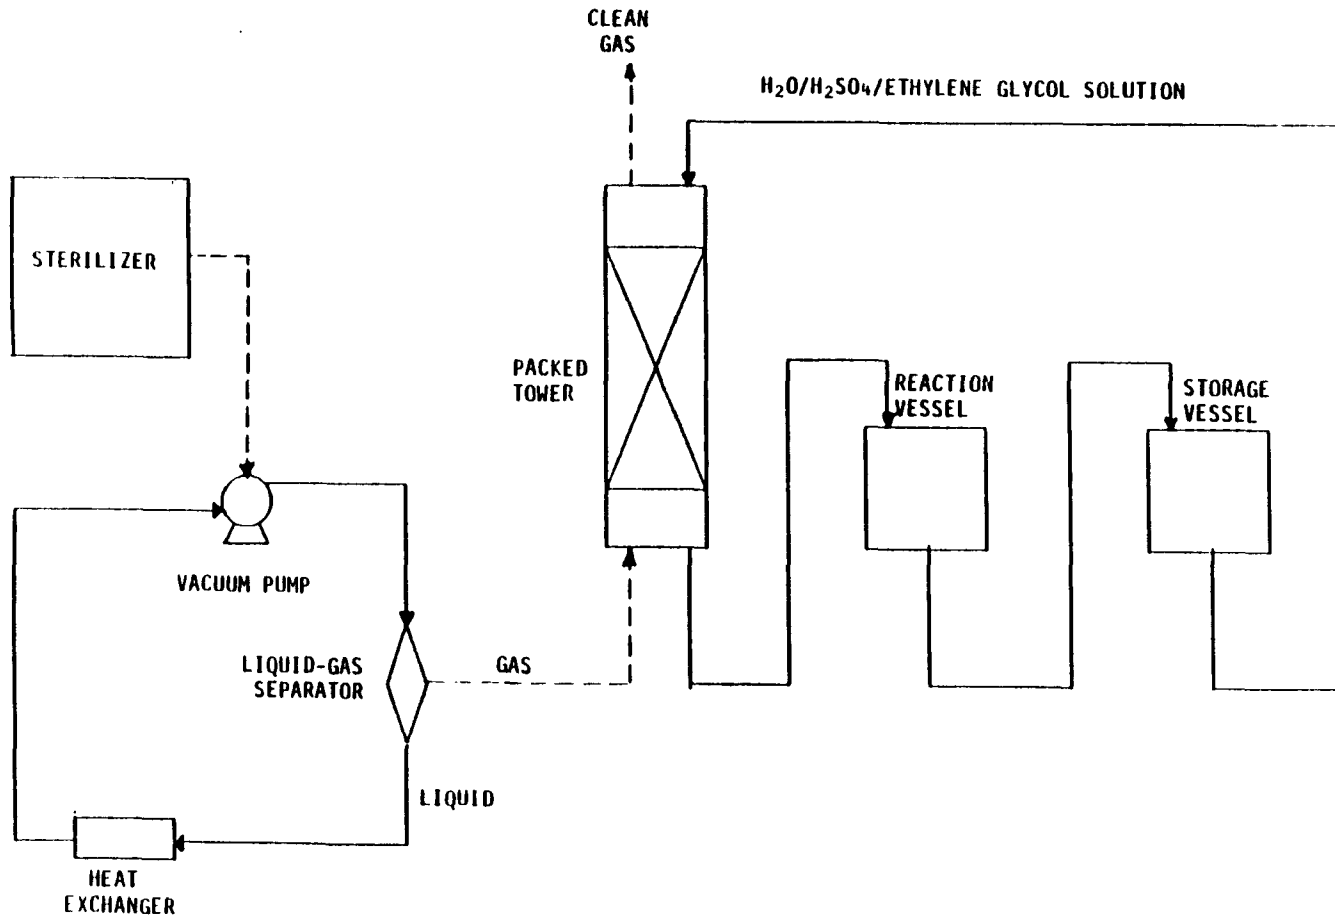 CLEAN
GAS
H₂O/H₂SO₄/ETHYLENE GLYCOL SOLUTION
STERILIZER
PACKED
TOWER
REACTION
VESSEL
STORAGE
VESSEL
VACUUM PUMP
LIQUID-GAS
SEPARATOR
GAS
LIQUID
HEAT
EXCHANGER